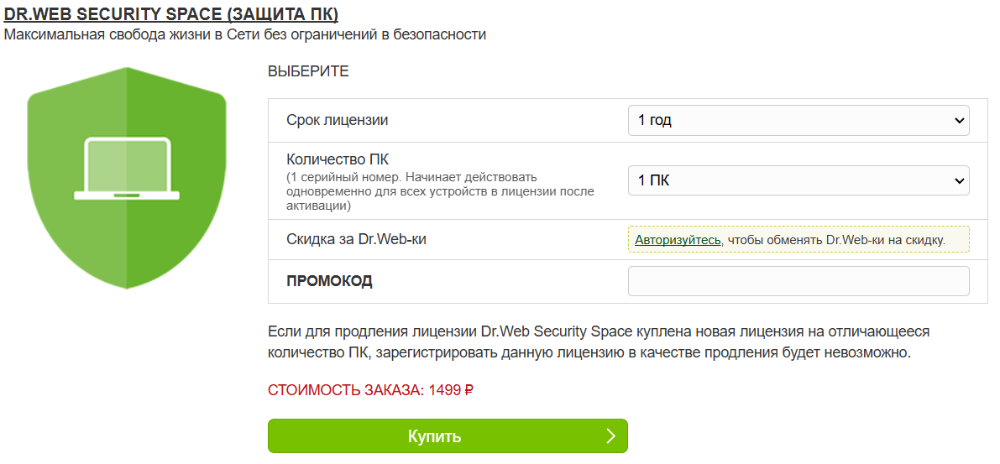 DR.WEB SECURITY SPACE (ЗАЩИТА ПК)
Максимальная свобода жизни в Сети без ограничений в безопасности
ВЫБЕРИТЕ
Срок лицензии
1 год
Количество ПК
(1 серийный номер. Начинает действовать
одновременно для всех устройств в лицензии после
активации)
1 ПК
Скидка за Dr.Web-ки
Авторизуйтесь, чтобы обменять Dr.Web-ки на скидку.
ПРОМОКОД
Если для продления лицензии Dr.Web Security Space куплена новая лицензия на отличающееся
количество ПК, зарегистрировать данную лицензию в качестве продления будет невозможно.
СТОИМОСТЬ ЗАКАЗА: 1499 ₽
Купить